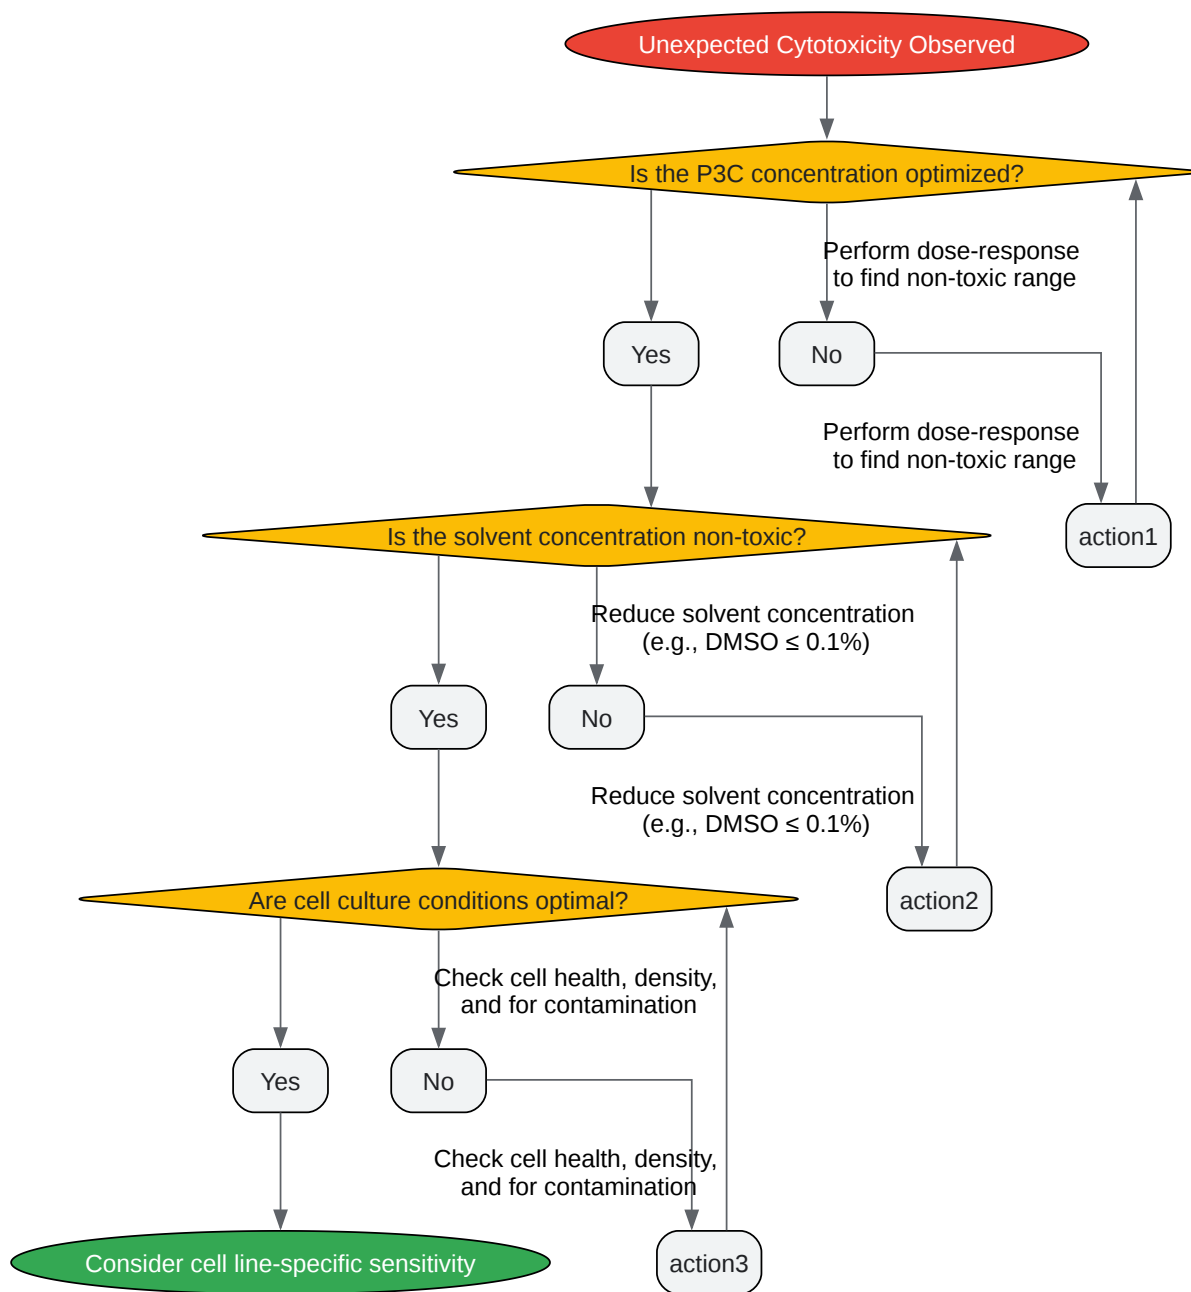 Unexpected Cytotoxicity Observed
Is the P3C concentration optimized?
Perform dose-response
to find non-toxic range
Yes
No
Perform dose-response
to find non-toxic range
action1
Is the solvent concentration non-toxic?
Reduce solvent concentration
(e.g., DMSO ≤ 0.1%)
Yes
No
Reduce solvent concentration
(e.g., DMSO ≤ 0.1%)
action2
Are cell culture conditions optimal?
Check cell health, density,
and for contamination
Yes
No
Check cell health, density,
and for contamination
Consider cell line-specific sensitivity
action3